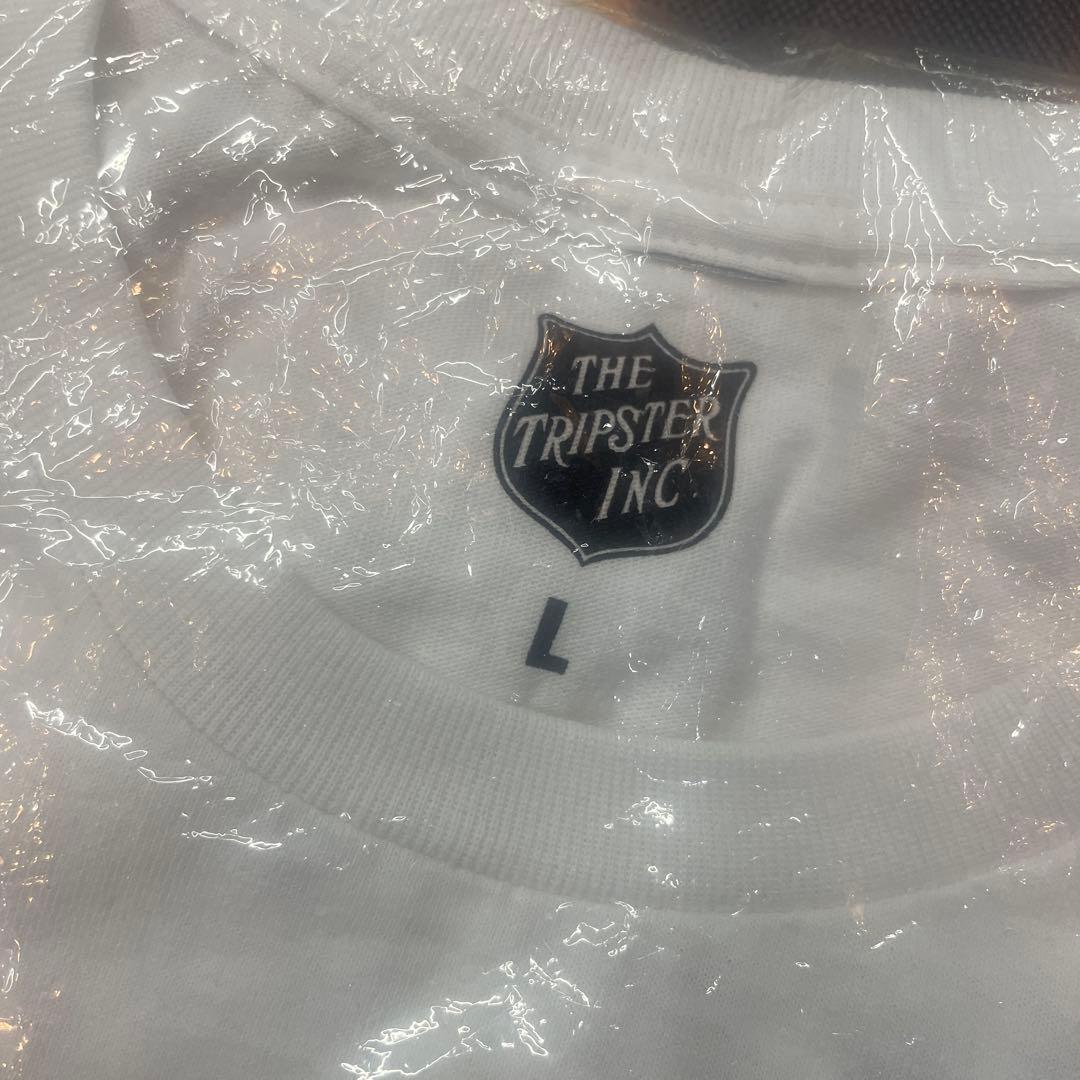 THE
TRIPSTER
INC
L